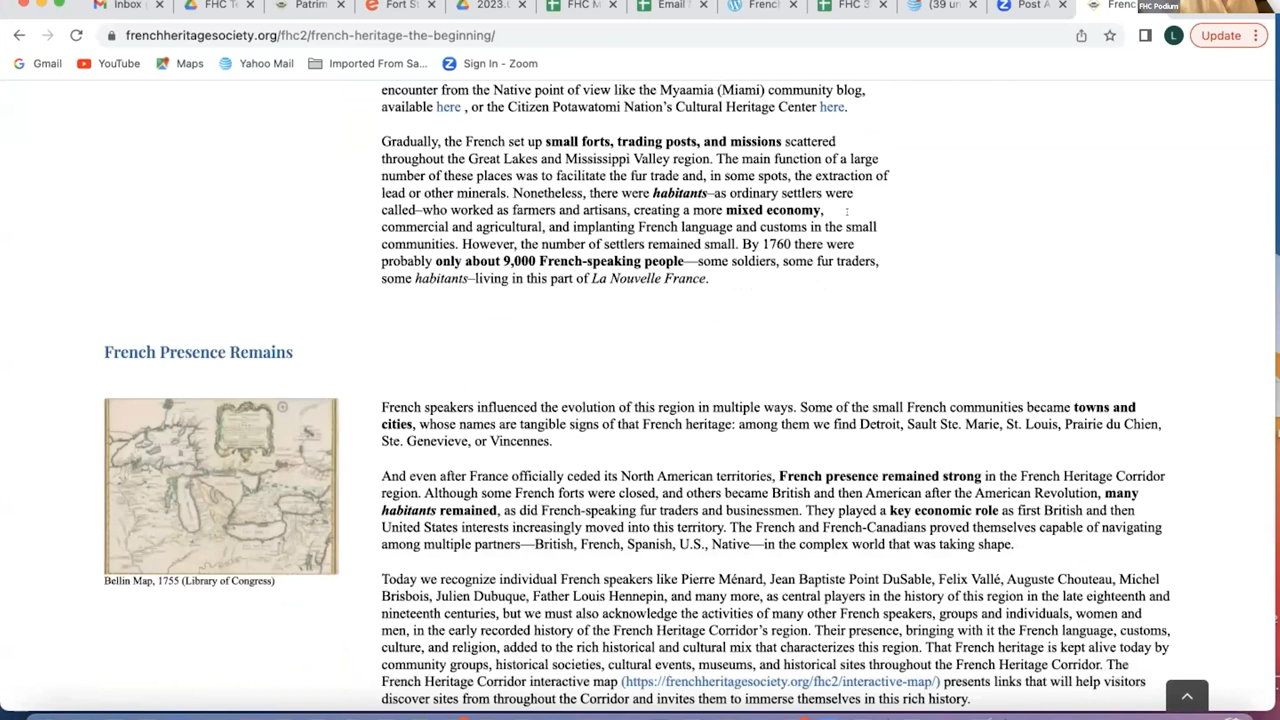 Inbox (
FHC T
Patrim
Fort S
2023.0
FHC M
Email
French
FHC 3
(39 un
Post A
Frenc
FHC Podium
frenchheritagesociety.org/fhc2/french-heritage-the-beginning/
L
Update
Gmail
YouTube
Maps
Yahoo Mail
Imported From Sa...
Sign In - Zoom
encounter from the Native point of view like the Myaamia (Miami) community blog,
available here , or the Citizen Potawatomi Nation’s Cultural Heritage Center here.
Gradually, the French set up small forts, trading posts, and missions scattered
throughout the Great Lakes and Mississippi Valley region. The main function of a large
number of these places was to facilitate the fur trade and, in some spots, the extraction of
lead or other minerals. Nonetheless, there were habitants–as ordinary settlers were
called–who worked as farmers and artisans, creating a more mixed economy,
commercial and agricultural, and implanting French language and customs in the small
communities. However, the number of settlers remained small. By 1760 there were
probably only about 9,000 French-speaking people—some soldiers, some fur traders,
some habitants–living in this part of La Nouvelle France.
French Presence Remains
French speakers influenced the evolution of this region in multiple ways. Some of the small French communities became towns and
cities, whose names are tangible signs of that French heritage: among them we find Detroit, Sault Ste. Marie, St. Louis, Prairie du Chien,
Ste. Genevieve, or Vincennes.
And even after France officially ceded its North American territories, French presence remained strong in the French Heritage Corridor
region. Although some French forts were closed, and others became British and then American after the American Revolution, many
habitants remained, as did French-speaking fur traders and businessmen. They played a key economic role as first British and then
United States interests increasingly moved into this territory. The French and French-Canadians proved themselves capable of navigating
among multiple partners—British, French, Spanish, U.S., Native—in the complex world that was taking shape.
Bellin Map, 1755 (Library of Congress)
Today we recognize individual French speakers like Pierre Ménard, Jean Baptiste Point DuSable, Felix Vallé, Auguste Chouteau, Michel
Brisbois, Julien Dubuque, Father Louis Hennepin, and many more, as central players in the history of this region in the late eighteenth and
nineteenth centuries, but we must also acknowledge the activities of many other French speakers, groups and individuals, women and
men, in the early recorded history of the French Heritage Corridor’s region. Their presence, bringing with it the French language, customs,
culture, and religion, added to the rich historical and cultural mix that characterizes this region. That French heritage is kept alive today by
community groups, historical societies, cultural events, museums, and historical sites throughout the French Heritage Corridor. The
French Heritage Corridor interactive map (https://frenchheritagesociety.org/fhc2/interactive-map/) presents links that will help visitors
discover sites from throughout the Corridor and invites them to immerse themselves in this rich history.